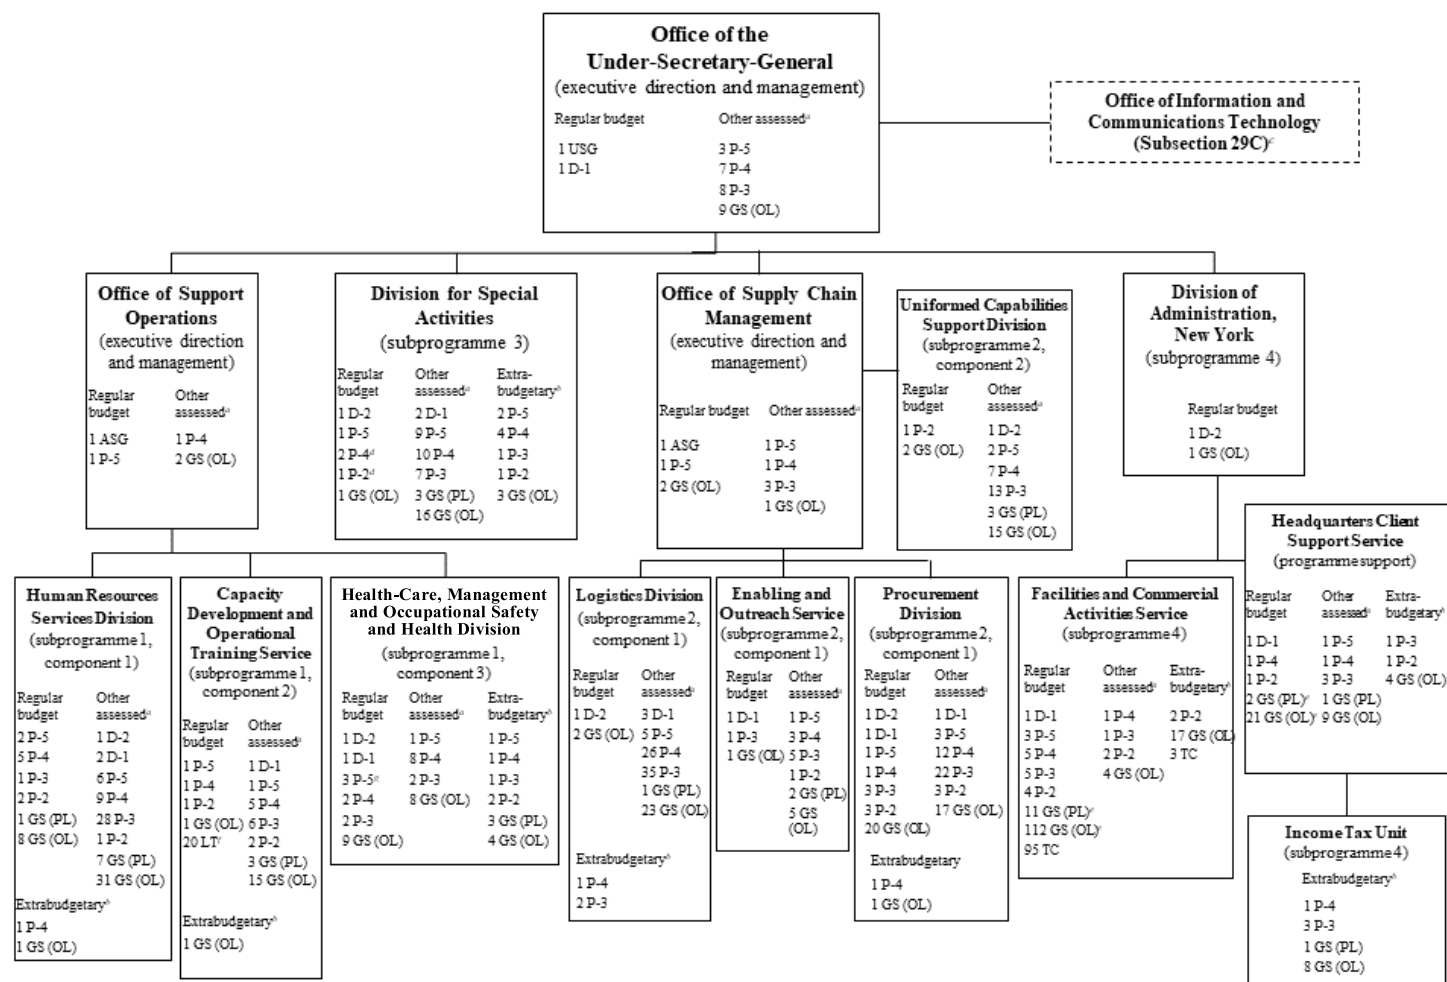 Office of the
Under-Secretary-General
(executive direction and management)
Regular budget
1 USG
1 D-1
Other assessedᵃ
3 P-5
7 P-4
8 P-3
9 GS (OL)
Office of Information and
Communications Technology
(Subsection 29C)ᶜ
Office of Support
Operations
(executive direction
and management)
Regular
budget
1 ASG
1 P-5
Other
assessedᵃ
1 P-4
2 GS (OL)
Division for Special
Activities
(subprogramme 3)
Regular
budget
1 D-2
1 P-5
2 P-4ᵈ
1 P-2ᵈ
1 GS (OL)
Other
assessedᵃ
2 D-1
9 P-5
10 P-4
7 P-3
3 GS (PL)
16 GS (OL)
Extra-
budgetaryᵇ
2 P-5
4 P-4
1 P-3
1 P-2
3 GS (OL)
Office of Supply Chain
Management
(executive direction and
management)
Regular budget
1 ASG
1 P-5
2 GS (OL)
Other assessedᵃ
1 P-5
1 P-4
3 P-3
1 GS (OL)
Uniformed Capabilities
Support Division
(subprogramme 2,
component 2)
Regular
budget
1 P-2
2 GS (OL)
Other
assessedᵃ
1 D-2
2 P-5
7 P-4
13 P-3
3 GS (PL)
15 GS (OL)
Division of
Administration,
New York
(subprogramme 4)
Regular budget
1 D-2
1 GS (OL)
Human Resources
Services Division
(subprogramme 1,
component 1)
Regular
budget
2 P-5
5 P-4
1 P-3
2 P-2
1 GS (PL)
8 GS (OL)
Other
assessedᵃ
1 D-2
2 D-1
6 P-5
9 P-4
28 P-3
1 P-2
7 GS (PL)
31 GS (OL)
Extrabudgetaryᵇ
1 P-4
1 GS (OL)
Capacity
Development and
Operational
Training Service
(subprogramme 1,
component 2)
Regular
budget
1 P-5
1 P-4
1 P-2
1 GS (OL)
20 LTᶠ
Other
assessedᵃ
1 D-1
1 P-5
5 P-4
6 P-3
2 P-2
3 GS (PL)
15 GS (OL)
Extrabudgetaryᵇ
1 GS (OL)
Health-Care, Management
and Occupational Safety
and Health Division
(subprogramme 1,
component 3)
Regular
budget
1 D-2
1 D-1
3 P-5ᵍ
2 P-4
2 P-3
9 GS (OL)
Other
assessedᵃ
1 P-5
8 P-4
2 P-3
8 GS (OL)
Extra-
budgetaryᵇ
1 P-5
1 P-4
1 P-3
2 P-2
3 GS (PL)
4 GS (OL)
Logistics Division
(subprogramme 2,
component 1)
Regular
budget
1 D-2
2 GS (OL)
Other
assessedᵃ
3 D-1
5 P-5
26 P-4
35 P-3
1 GS (PL)
23 GS (OL)
Extrabudgetaryᵇ
1 P-4
2 P-3
Enabling and
Outreach Service
(subprogramme 2,
component 1)
Regular
budget
1 D-1
1 P-3
1 GS (OL)
Other
assessedᵃ
1 P-5
3 P-4
5 P-3
1 P-2
2 GS (PL)
5 GS
(OL)
Procurement
Division
(subprogramme 2,
component 1)
Regular
budget
1 D-2
1 D-1
1 P-5
1 P-4
3 P-3
3 P-2
20 GS (OL)
Other
assessedᵃ
1 D-1
3 P-5
12 P-4
22 P-3
3 P-2
17 GS (OL)
Extrabudgetary
1 P-4
1 GS (OL)
Facilities and Commercial
Activities Service
(subprogramme 4)
Regular
budget
1 D-1
3 P-5
5 P-4
5 P-3
4 P-2
11 GS (PL)ᵉ
112 GS (OL)ᵉ
95 TC
Other
assessedᵃ
1 P-4
1 P-3
2 P-2
4 GS (OL)
Extra-
budgetaryᵇ
2 P-2
17 GS (OL)
3 TC
Headquarters Client
Support Service
(programme support)
Regular
budget
1 D-1
1 P-4
1 P-2
2 GS (PL)ᵉ
21 GS (OL)ᵉ
Other
assessedᵃ
1 P-5
1 P-4
3 P-3
1 GS (PL)
9 GS (OL)
Extra-
budgetaryᵇ
1 P-3
1 P-2
4 GS (OL)
Income Tax Unit
(subprogramme 4)
Extrabudgetaryᵇ
1 P-4
3 P-3
1 GS (PL)
8 GS (OL)